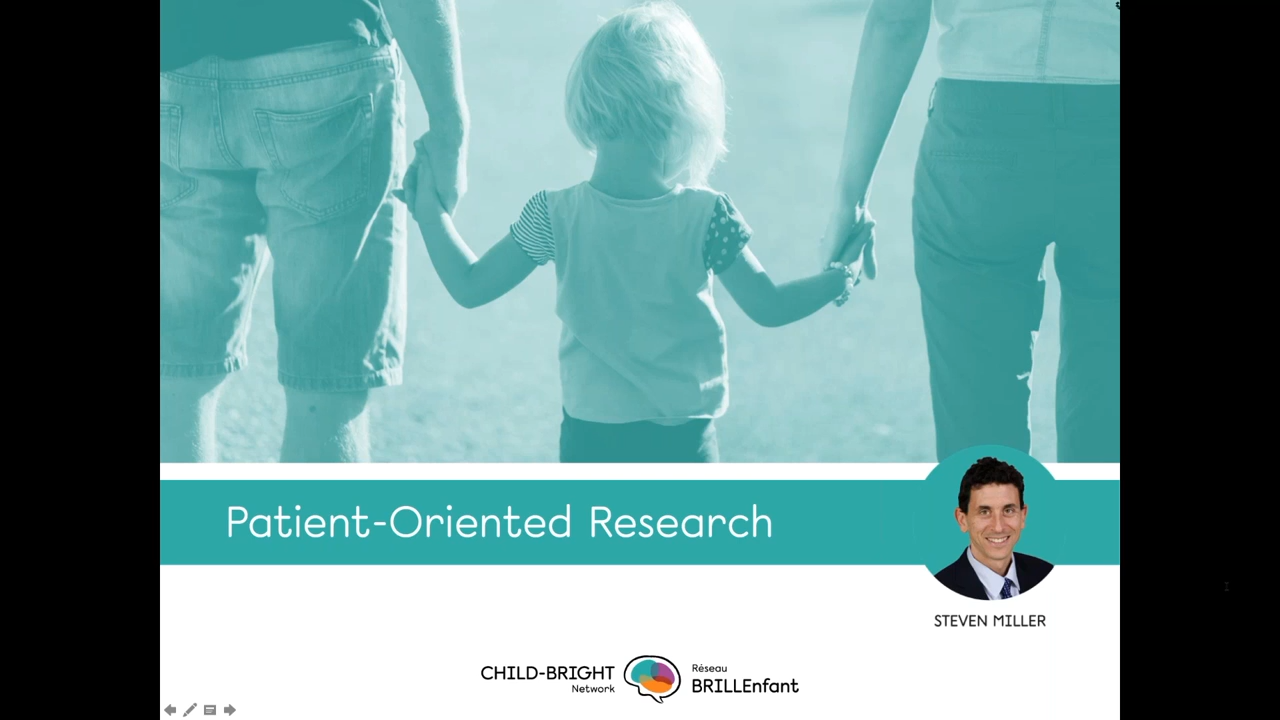 Patient-Oriented Research
STEVEN MILLER
CHILD-BRIGHT
Network
Réseau
BRILLEnfant